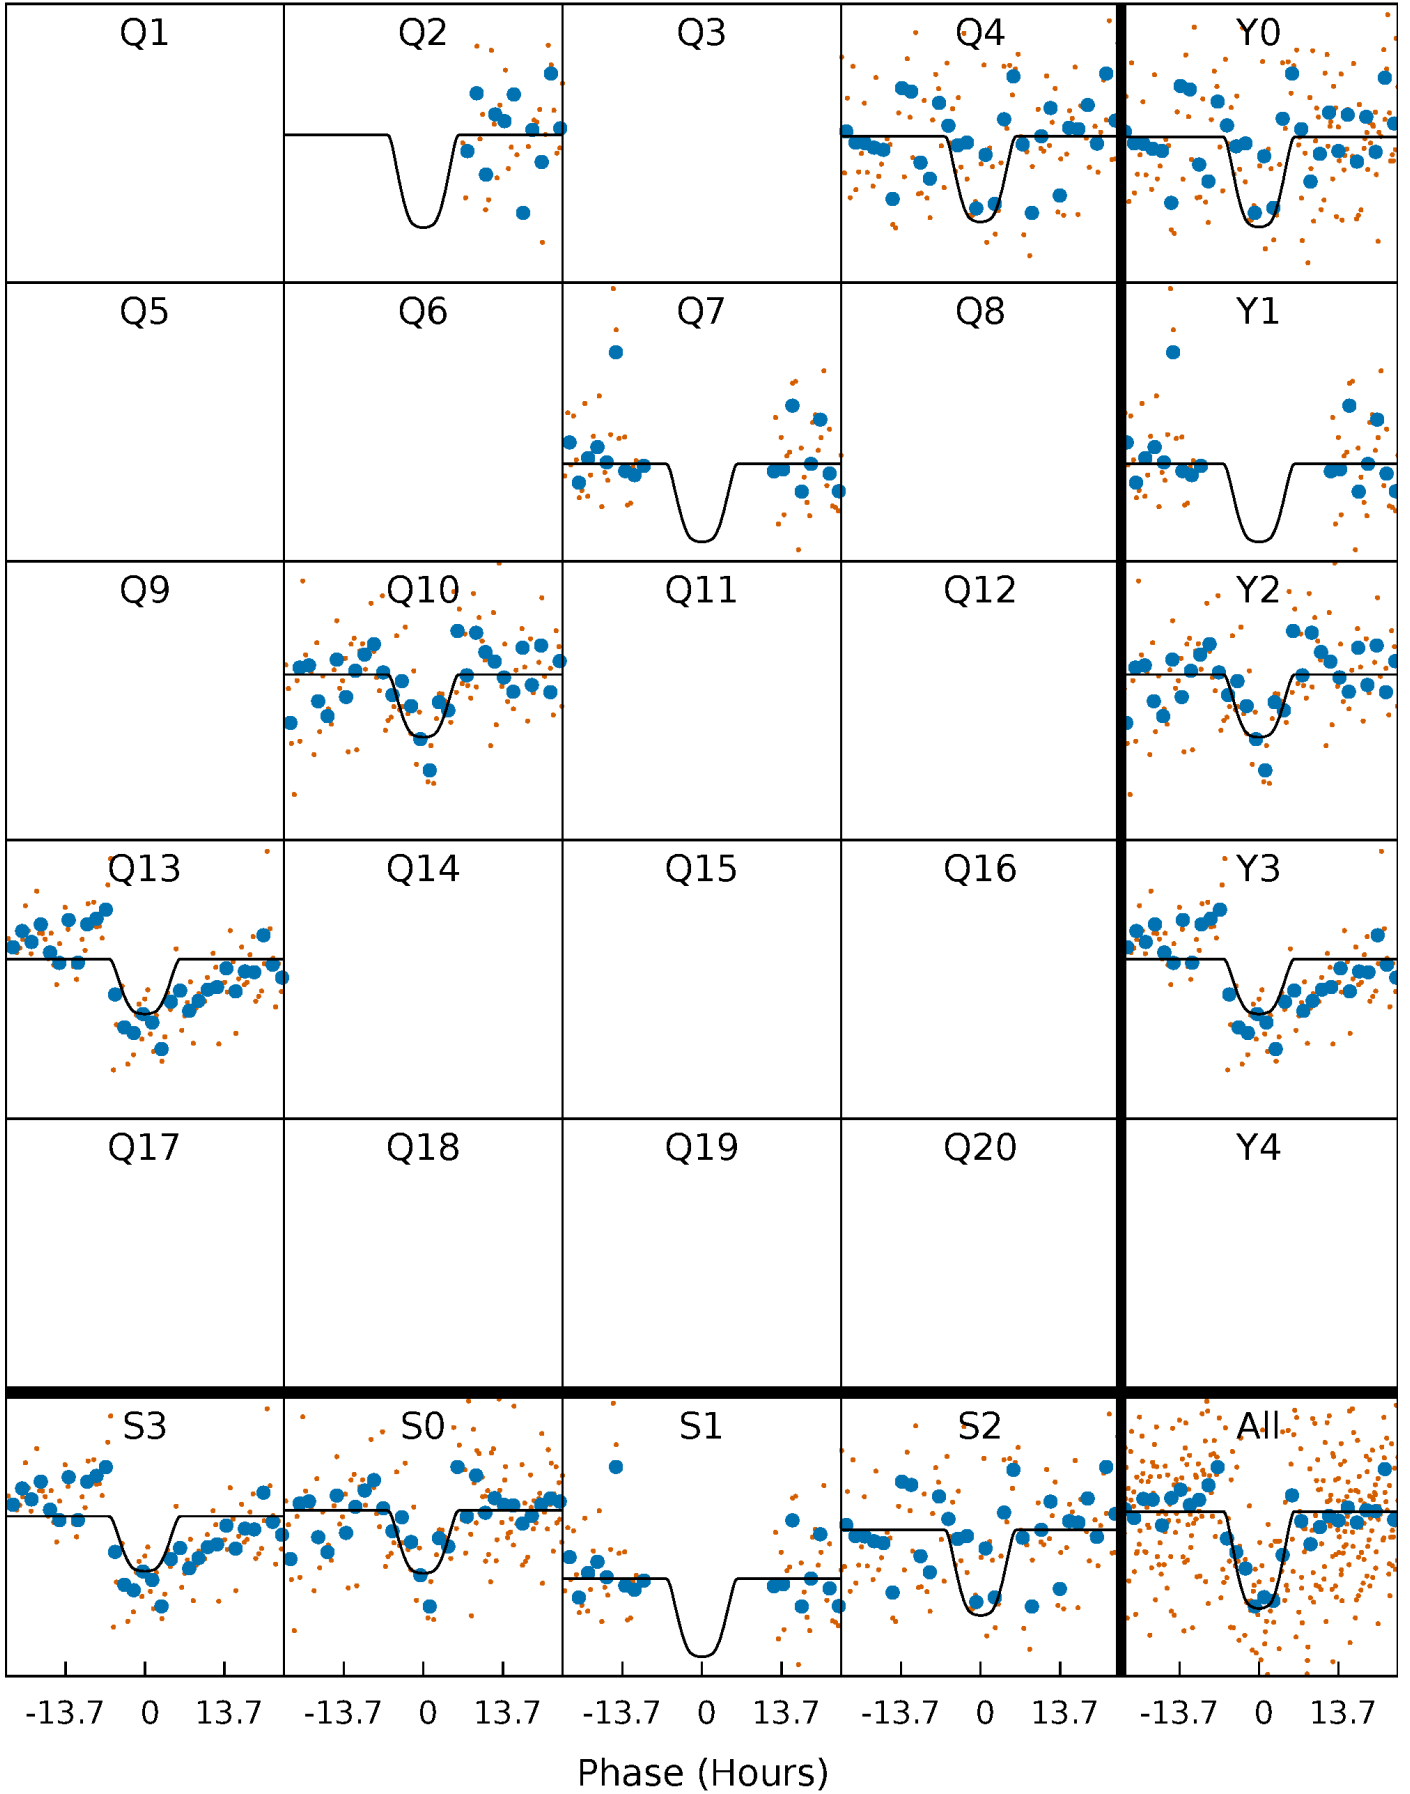 Q1 Q2 Q3 Q4 Y0
Q5 Q6 Q7 Q8 Y1
Q9 Q10 Q11 Q12 Y2
Q13 Q14 Q15 Q16 Y3
Q17 Q18 Q19 Q20 Y4
S3 S0 S1 S2 All
-13.7 0 13.7 -13.7 0 13.7 -13.7 0 13.7 -13.7 0 13.7 -13.7 0 13.7
Phase (Hours)